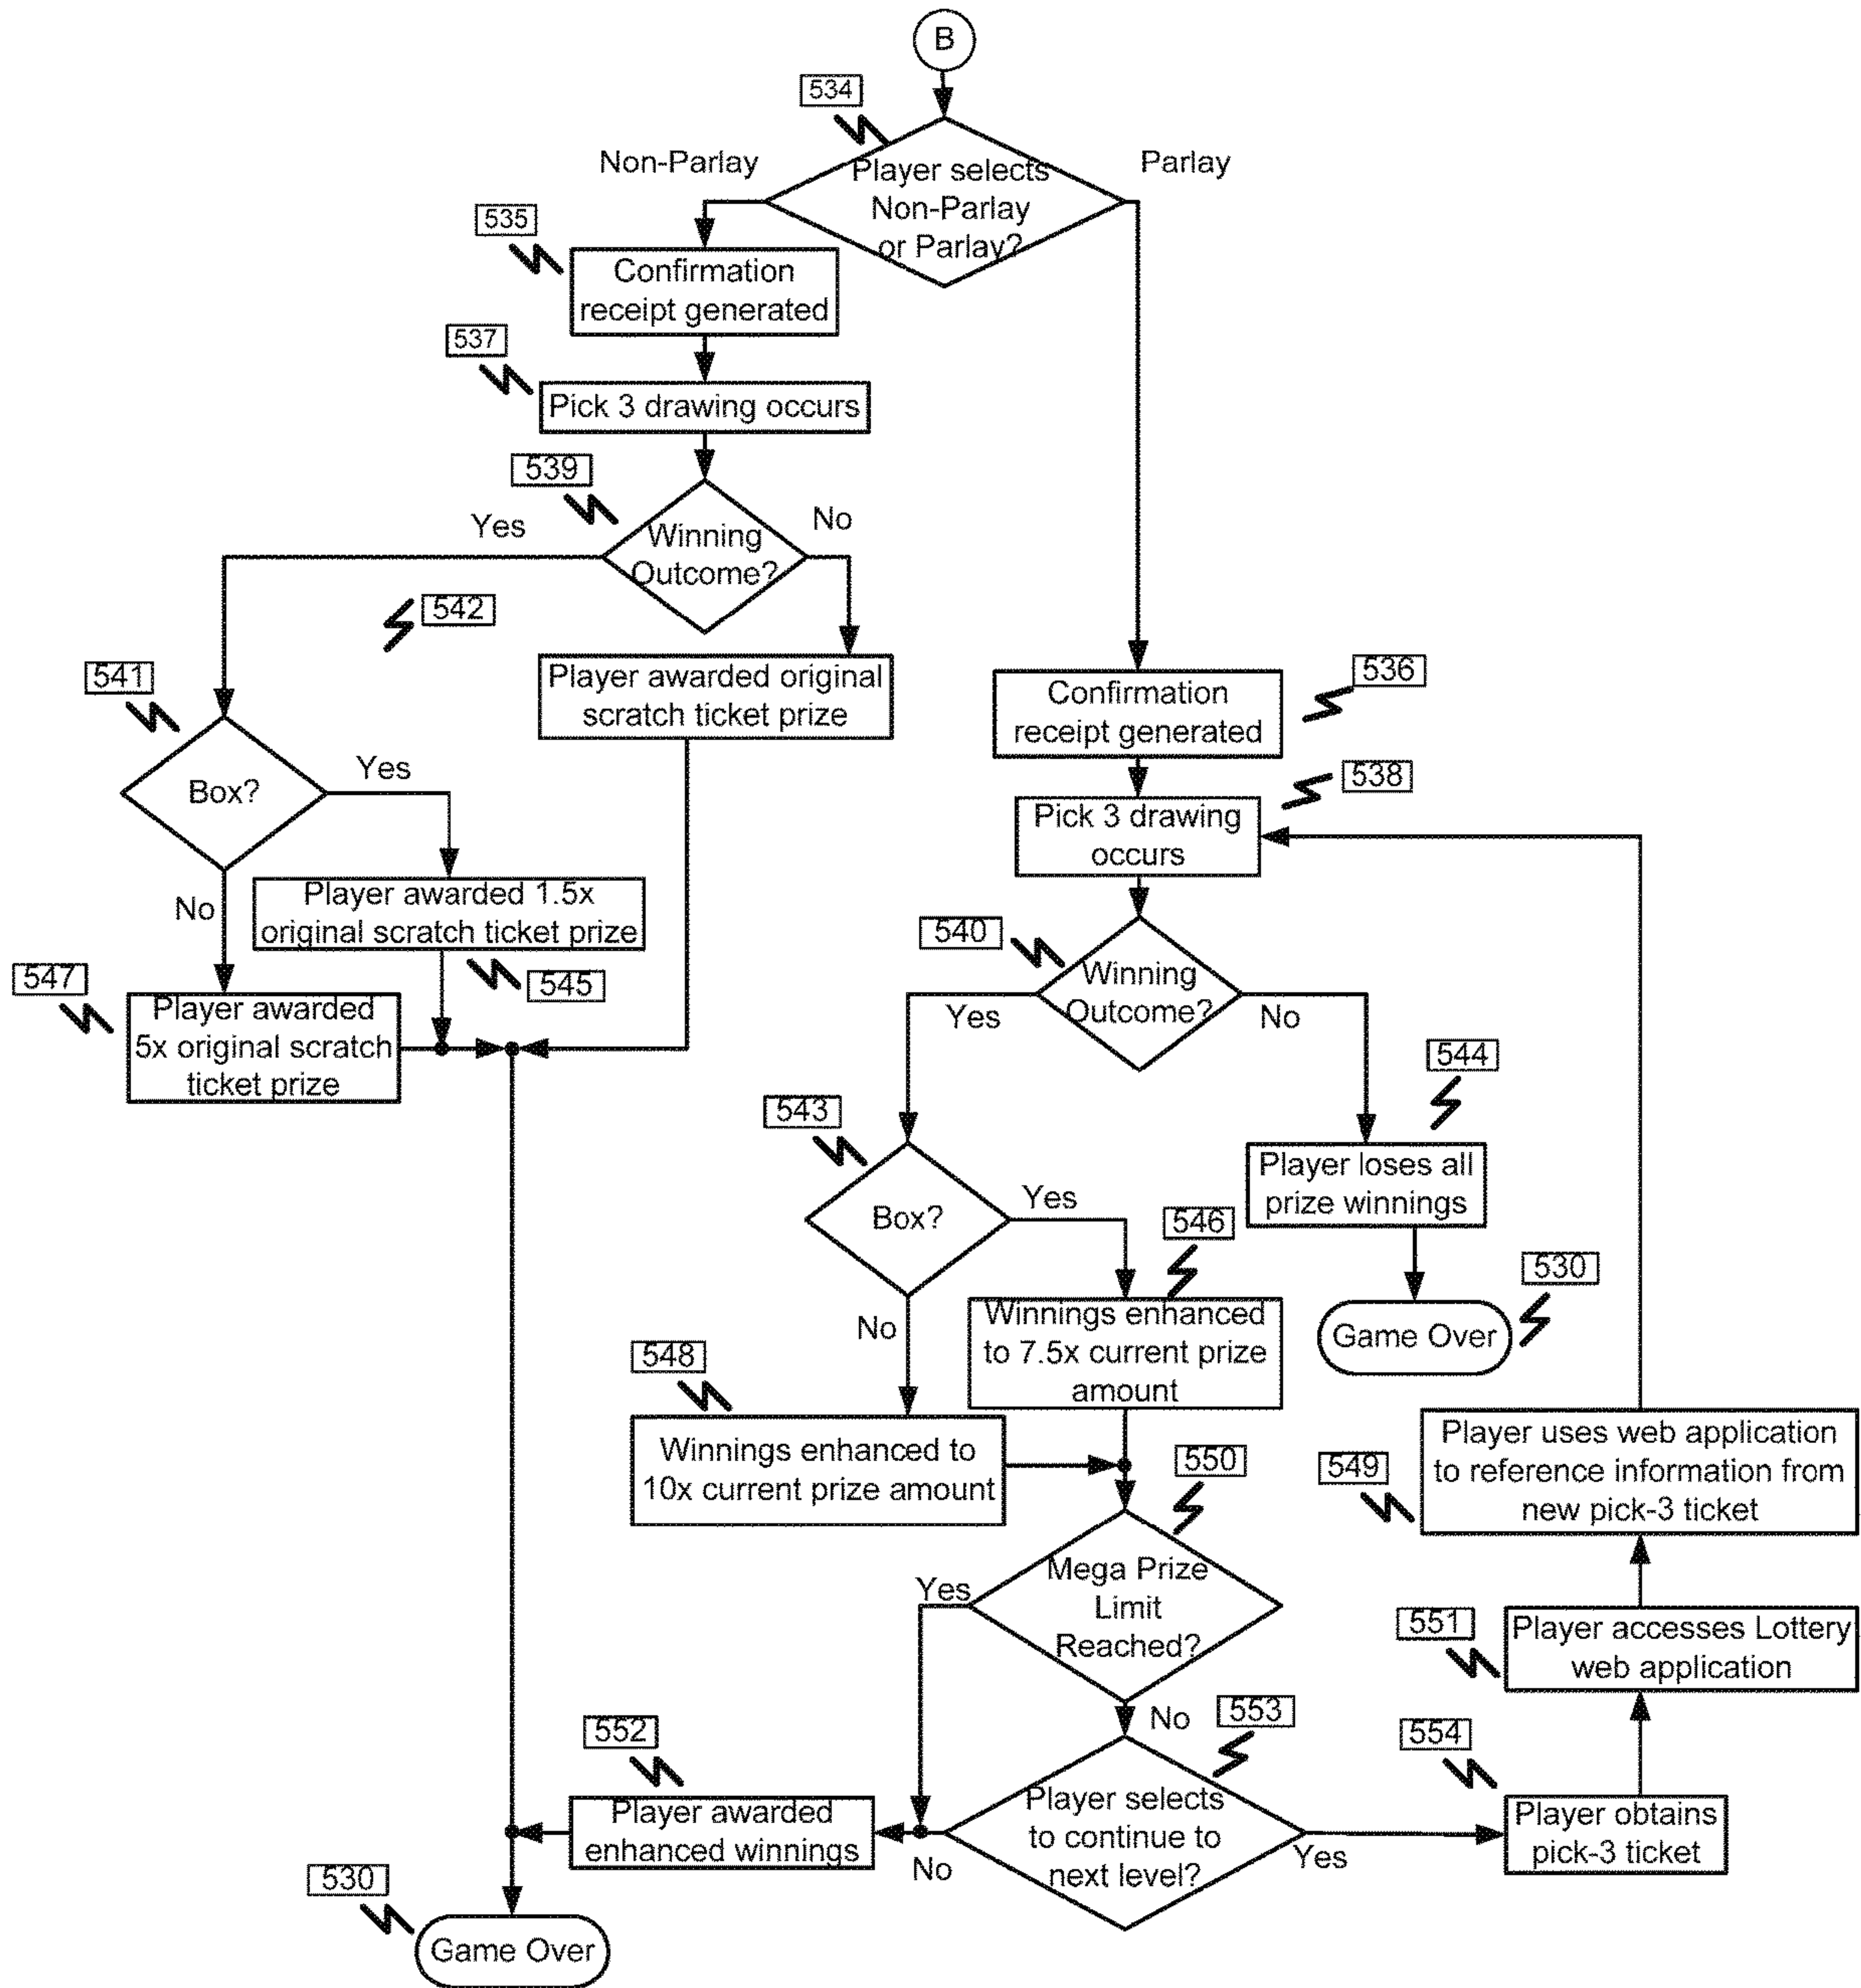 B
534
Non-Parlay
Parlay
Player selects
Non-Parlay
or Parlay?
535
Confirmation
receipt generated
537
Pick 3 drawing occurs
539
Yes
No
Winning
Outcome?
542
541
Player awarded original
scratch ticket prize
536
Confirmation
receipt generated
Box?
Yes
538
Pick 3 drawing
occurs
No
Player awarded 1.5x
original scratch ticket prize
540
547
545
Winning
Outcome?
Yes
No
Player awarded
5x original scratch
ticket prize
544
543
Player loses all
prize winnings
Box?
Yes
546
530
Game Over
No
Winnings enhanced
to 7.5x current prize
amount
548
Winnings enhanced to
10x current prize amount
550
549
Player uses web application
to reference information from
new pick-3 ticket
Mega Prize
Limit
Reached?
Yes
551
Player accesses Lottery
web application
No
553
552
554
Player awarded
enhanced winnings
No
Player selects
to continue to
next level?
Yes
Player obtains
pick-3 ticket
530
Game Over